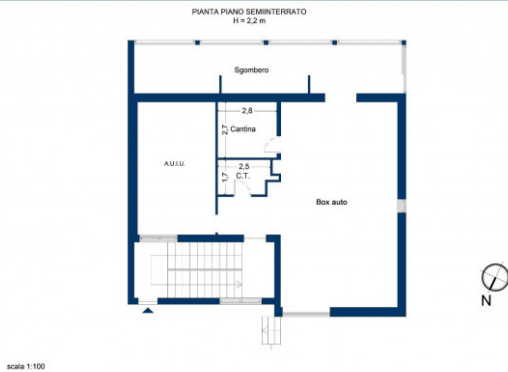 PIANTA PIANO SEMIINTERRATO
H = 2,2 m
Sgombero
2,8
2,7
Cantina
A.U.I.U.
2,5
1,7
C.T.
Box auto
N
scala 1:100